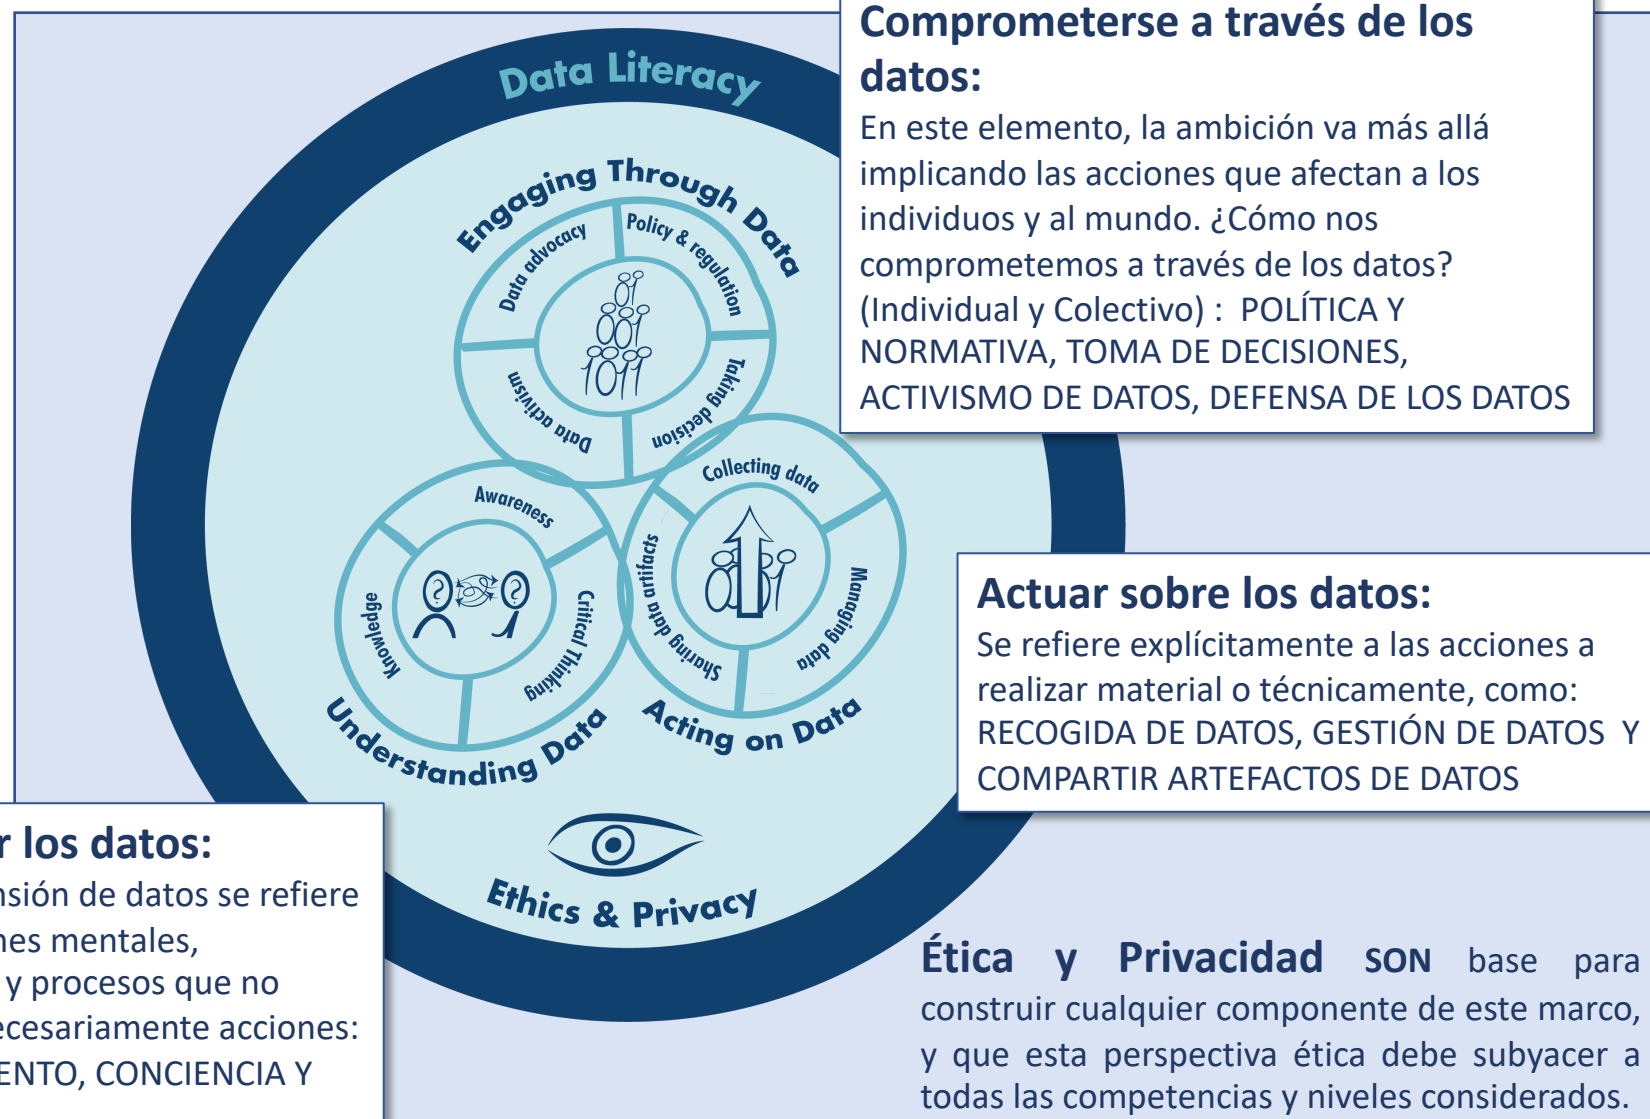 Data Literacy
Engaging Through Data
Data advocacy
Policy & regulation
Taking decision
Data activism
Awareness
Critical Thinking
Knowledge
Understanding Data
Collecting data
Managing data
Sharing data artifacts
Acting on Data
Ethics & Privacy
Comprometerse a través de los
datos:
En este elemento, la ambición va más allá
implicando las acciones que afectan a los
individuos y al mundo. ¿Cómo nos
comprometemos a través de los datos?
(Individual y Colectivo) : POLÍTICA Y
NORMATIVA, TOMA DE DECISIONES,
ACTIVISMO DE DATOS, DEFENSA DE LOS DATOS
Actuar sobre los datos:
Se refiere explícitamente a las acciones a
realizar material o técnicamente, como:
RECOGIDA DE DATOS, GESTIÓN DE DATOS Y
COMPARTIR ARTEFACTOS DE DATOS
r los datos:
nsión de datos se refiere
nes mentales,
y procesos que no
ecesariamente acciones:
ENTO, CONCIENCIA Y
Ética y Privacidad SON base para
construir cualquier componente de este marco,
y que esta perspectiva ética debe subyacer a
todas las competencias y niveles considerados.